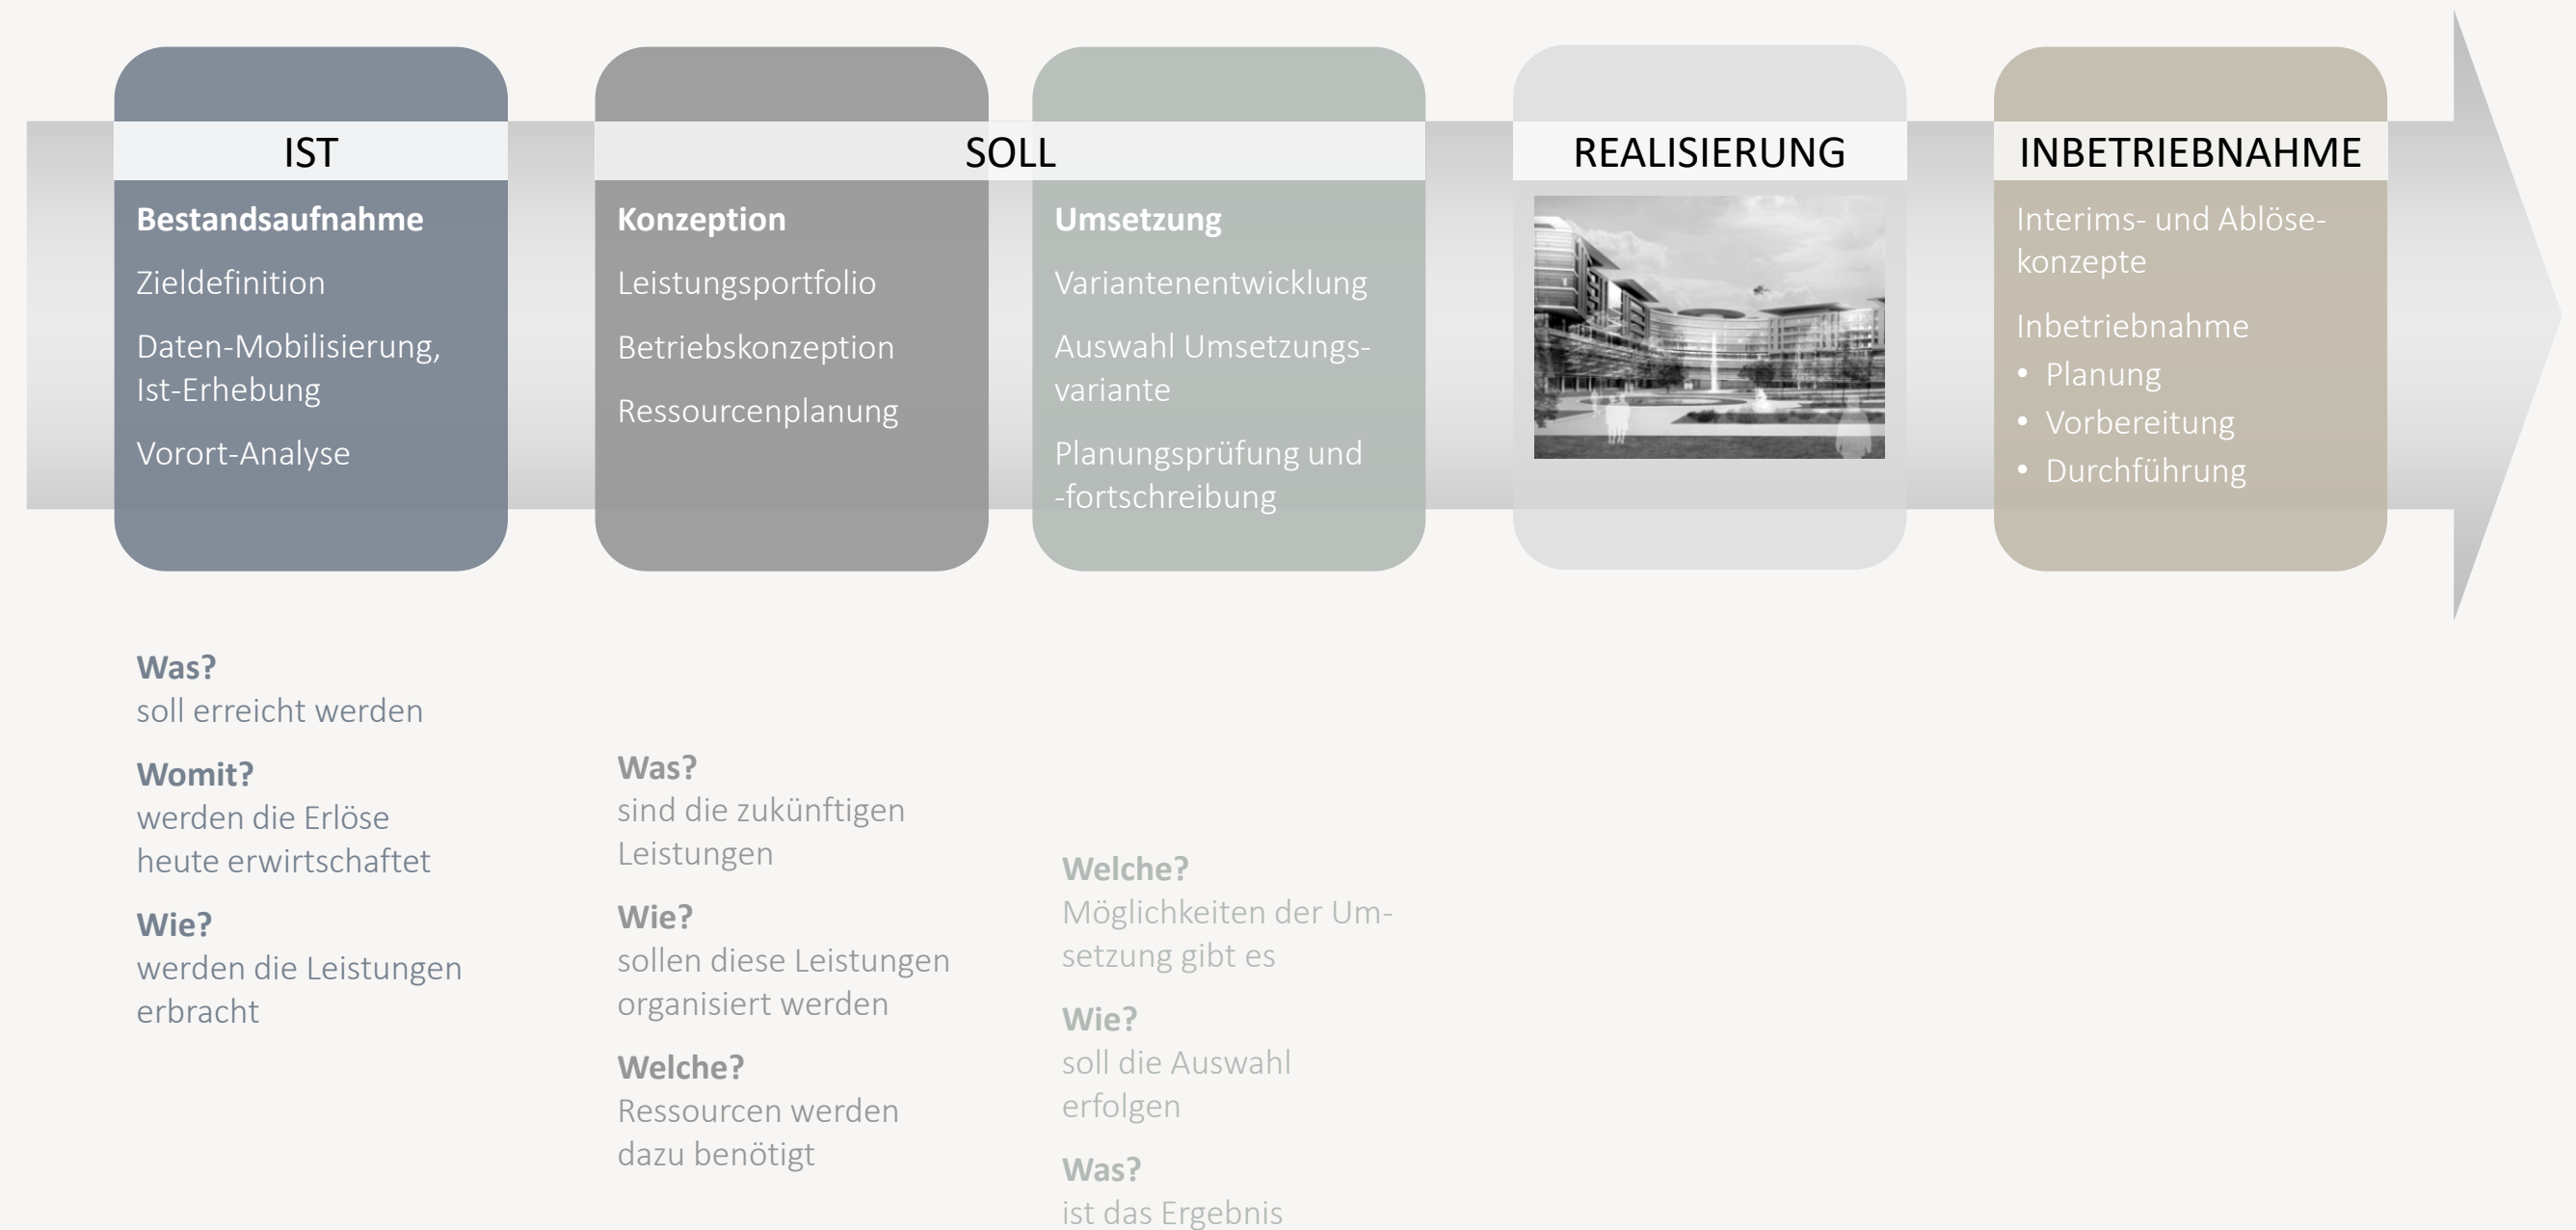 IST
Bestandsaufnahme
Zieldefinition
Daten-Mobilisierung,
Ist-Erhebung
Vorort-Analyse
SOLL
Konzeption
Leistungsportfolio
Betriebskonzeption
Ressourcenplanung
Umsetzung
Variantenentwicklung
Auswahl Umsetzungs-
variante
Planungsprüfung und
-fortschreibung
REALISIERUNG
INBETRIEBNAHME
Interims- und Ablöse-
konzepte
Inbetriebnahme
• Planung
• Vorbereitung
• Durchführung
Was?
soll erreicht werden
Womit?
werden die Erlöse
heute erwirtschaftet
Wie?
werden die Leistungen
erbracht
Was?
sind die zukünftigen
Leistungen
Wie?
sollen diese Leistungen
organisiert werden
Welche?
Ressourcen werden
dazu benötigt
Welche?
Möglichkeiten der Um-
setzung gibt es
Wie?
soll die Auswahl
erfolgen
Was?
ist das Ergebnis